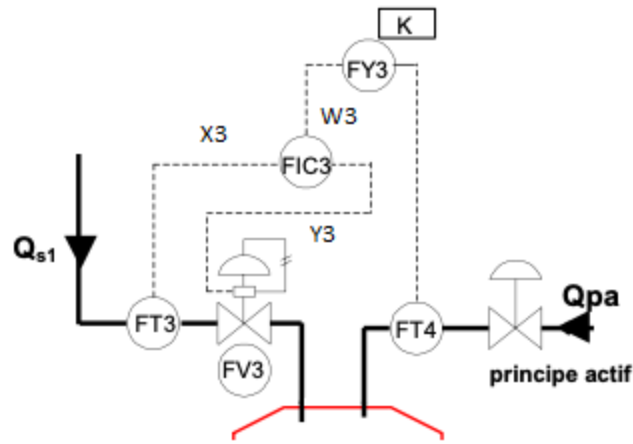 K
FY3
W3
X3
FIC3
Y3
Qs1
Qpa
FT3
FT4
FV3
principe actif